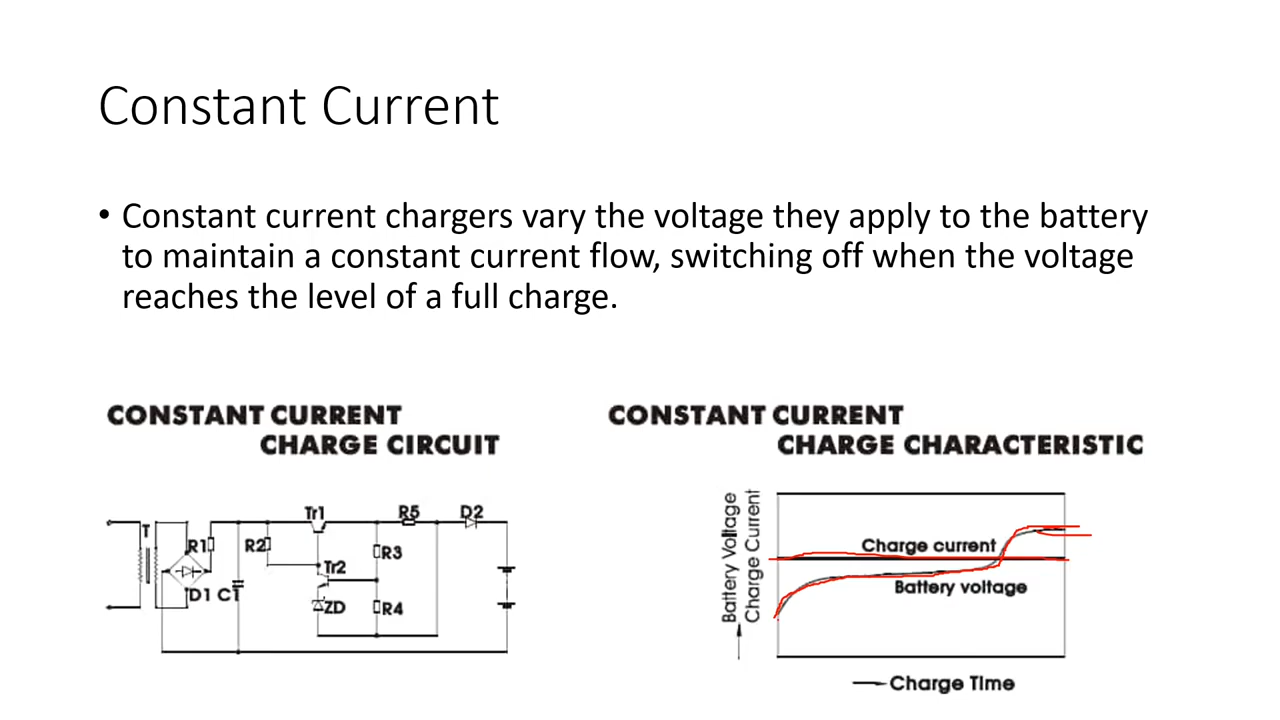 Constant Current
• Constant current chargers vary the voltage they apply to the battery
to maintain a constant current flow, switching off when the voltage
reaches the level of a full charge.
CONSTANT CURRENT
CHARGE CIRCUIT
T
R1
D1
C1
R2
Tr1
Tr2
ZD
R3
R4
R5
D2
CONSTANT CURRENT
CHARGE CHARACTERISTIC
Battery Voltage
Charge Current
Charge current
Battery voltage
Charge Time